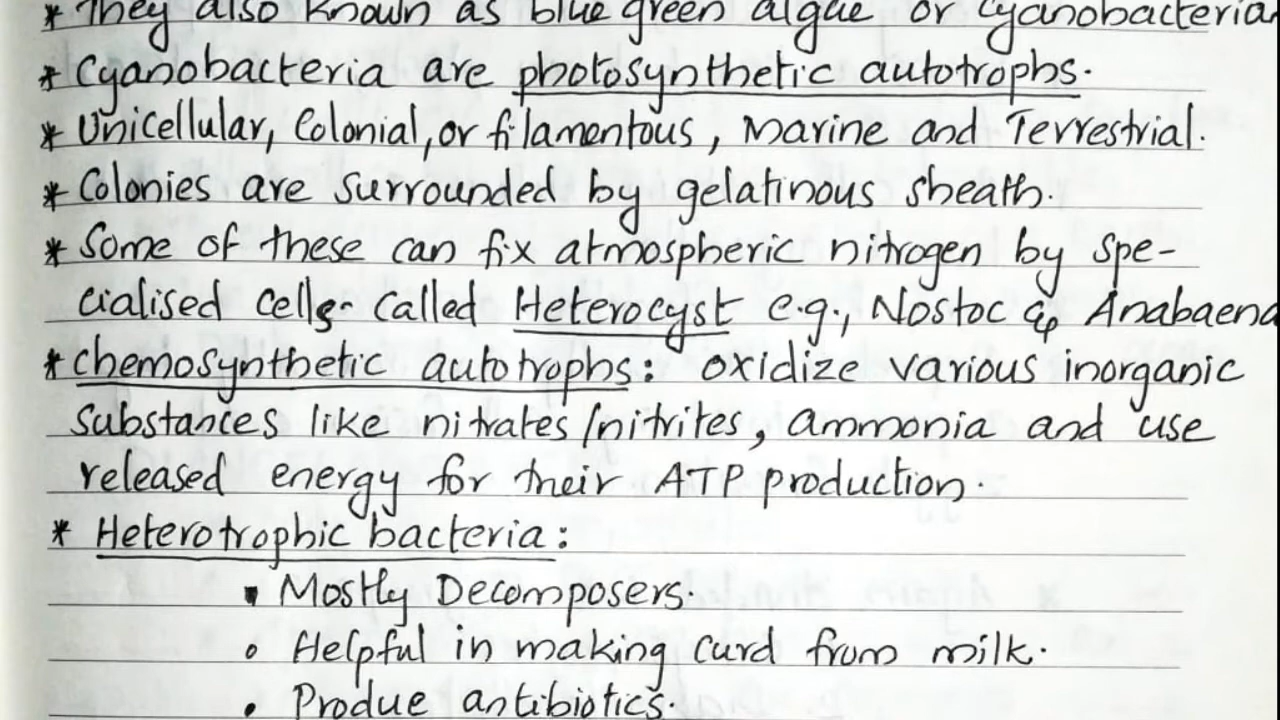 * They also known as blue green algae or Cyanobacteria
* Cyanobacteria are photosynthetic autotrophs.
* Unicellular, Colonial, or filamentous, Marine and Terrestrial.
* Colonies are surrounded by gelatinous sheath.
* Some of these can fix atmospheric nitrogen by spe-
cialised cells called Heterocyst e.g., Nostoc & Anabaena
* Chemosynthetic autotrophs: oxidize various inorganic
substances like nitrates/nitrites, ammonia and use
released energy for their ATP production.
* Heterotrophic bacteria:
▪ Mostly Decomposers.
∘ Helpful in making curd from milk.
• Produe antibiotics.